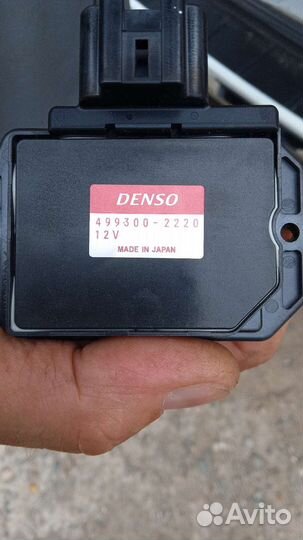 DENSO
499300-2220
12V
MADE IN JAPAN
Avito